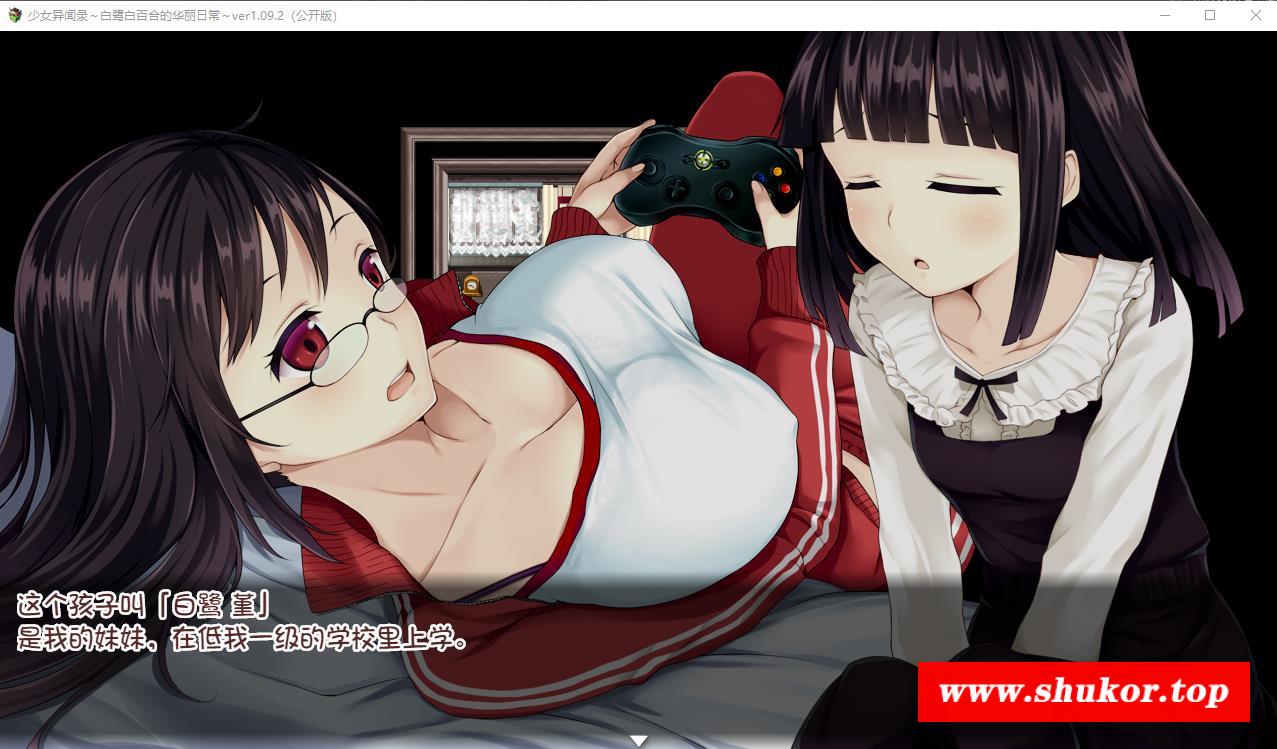 少女异闻录~白鹭白百合的华丽日常~ver1.09.2（公开版）
这个孩子叫「白鹭 堇」
是我的妹妹，在低我一级的学校里上学。
www.shukor.top